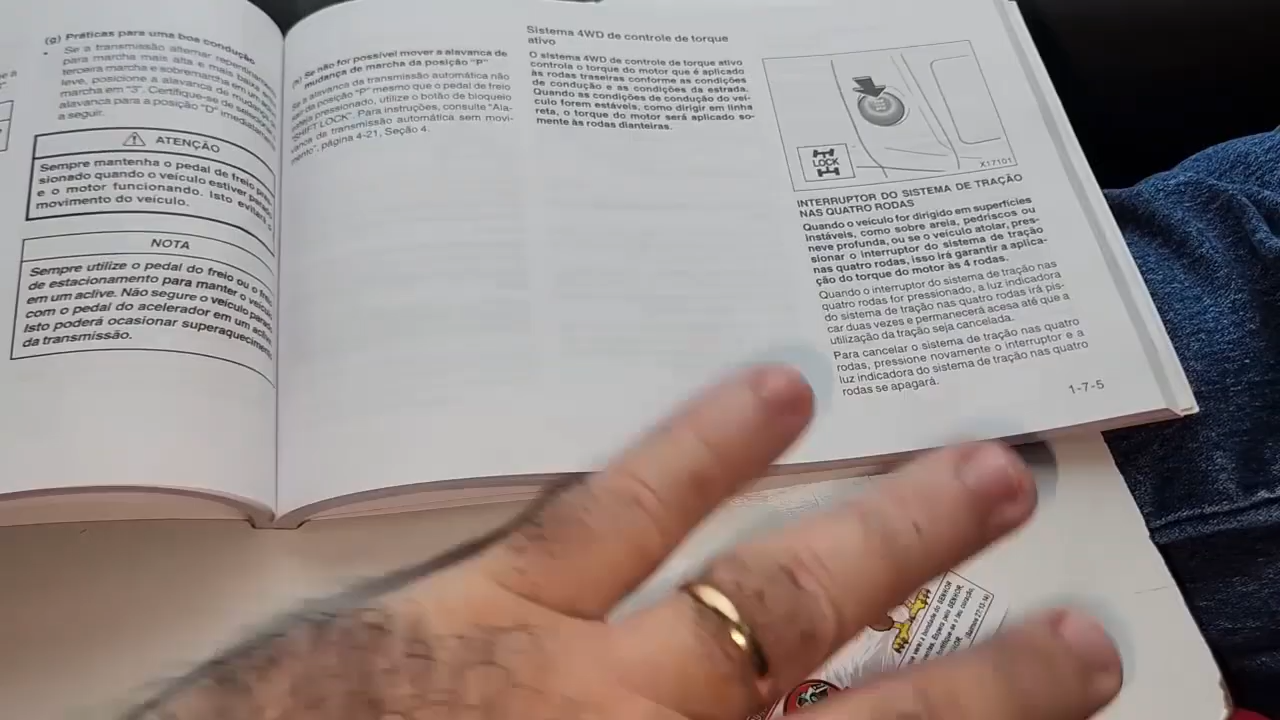 (g) Práticas para uma boa condução
• Se a transmissão alternar repentinamente
para marcha mais alta e mais baixa
terceira marcha e sobremarcha em um
leve, posicione a alavanca de mudança
marcha em "3". Certifique-se de
alavanca para a posição "D" imediatamente
a seguir.
ATENÇÃO
Sempre mantenha o pedal de freio
sionado quando o veículo estiver parado
e o motor funcionando. Isto evitará
movimento do veículo.
NOTA
Sempre utilize o pedal do freio ou o freio
de estacionamento para manter o veículo
em um aclive. Não segure o veículo parado
com o pedal do acelerador em um aclive.
Isto poderá ocasionar superaquecimento
da transmissão.
Se não for possível mover a alavanca de
mudança de marcha da posição "P"
Se a alavanca da transmissão automática não
sai da posição "P" mesmo que o pedal de freio
esteja pressionado, utilize o botão de bloqueio
"SHIFT LOCK". Para instruções, consulte "Ala-
vanca de transmissão automática sem movi-
mento", página 4-21, Seção 4.
Sistema 4WD de controle de torque
ativo
O sistema 4WD de controle de torque ativo
controla o torque do motor que é aplicado
às rodas traseiras conforme as condições
de condução e as condições da estrada.
Quando as condições de condução do veí-
culo forem estáveis, como dirigir em linha
reta, o torque do motor será aplicado so-
mente às rodas dianteiras.
LOCK
X17101
INTERRUPTOR DO SISTEMA DE TRAÇÃO
NAS QUATRO RODAS
Quando o veículo for dirigido em superfícies
instáveis, como sobre areia, pedriscos ou
neve profunda, ou se o veículo atolar, pres-
sionar o interruptor do sistema de tração
nas quatro rodas, isso irá garantir a aplica-
ção do torque do motor às 4 rodas.
Quando o interruptor do sistema de tração nas
quatro rodas for pressionado, a luz indicadora
do sistema de tração nas quatro rodas irá pis-
car duas vezes e permanecerá acesa até que a
utilização da tração seja cancelada.
Para cancelar o sistema de tração nas quatro
rodas, pressione novamente o interruptor e a
luz indicadora do sistema de tração nas quatro
rodas se apagará.
1-7-5
a bondade do SENHOR
Espera pelo SENHOR,
e o teu coração,